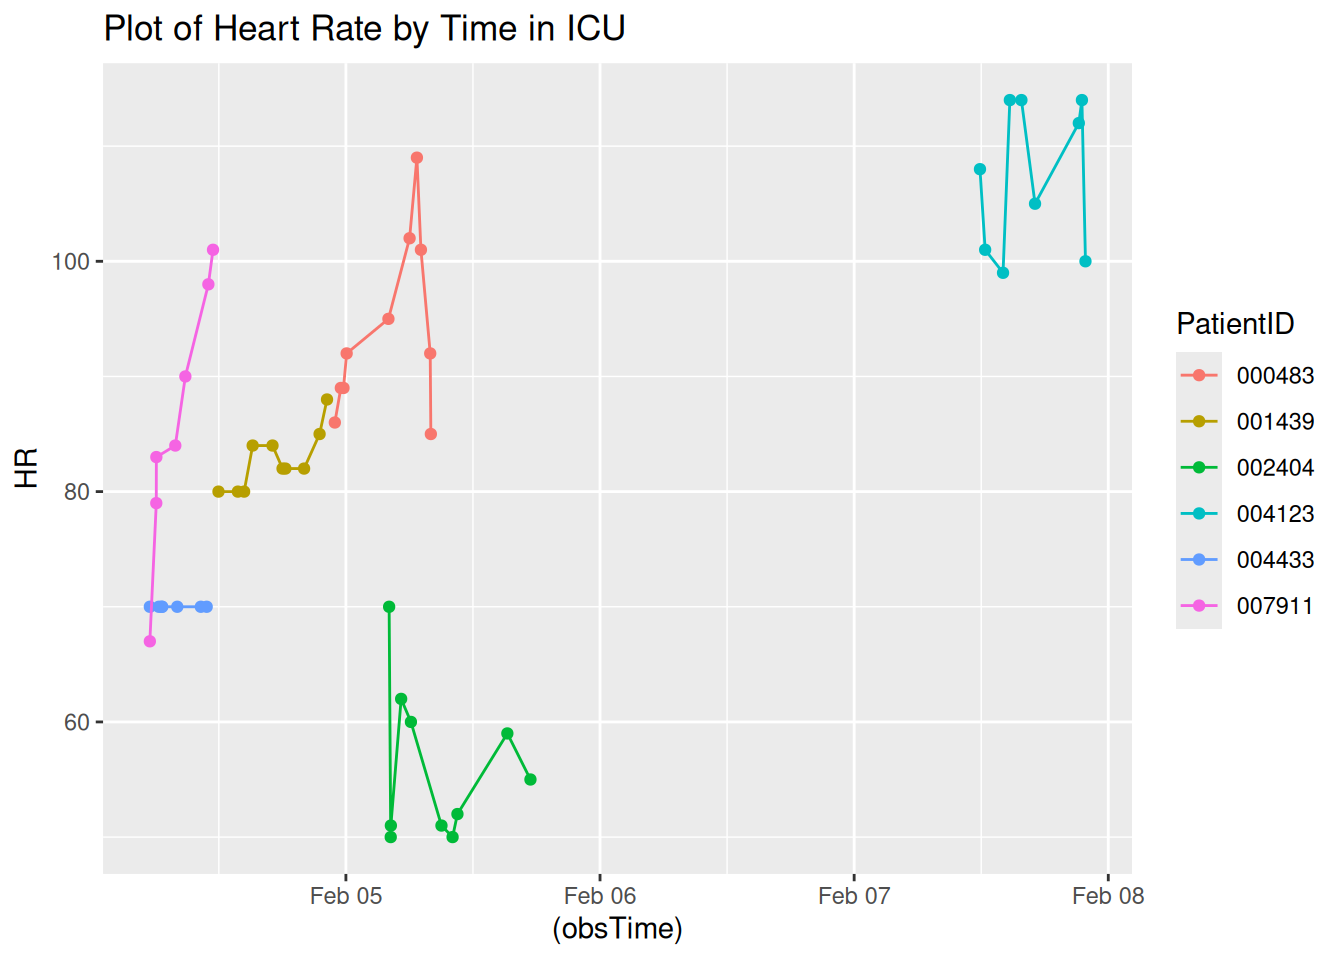 Plot of Heart Rate by Time in ICU
HR
100
80
60
Feb 05
Feb 06
Feb 07
Feb 08
(obsTime)
PatientID
000483
001439
002404
004123
004433
007911